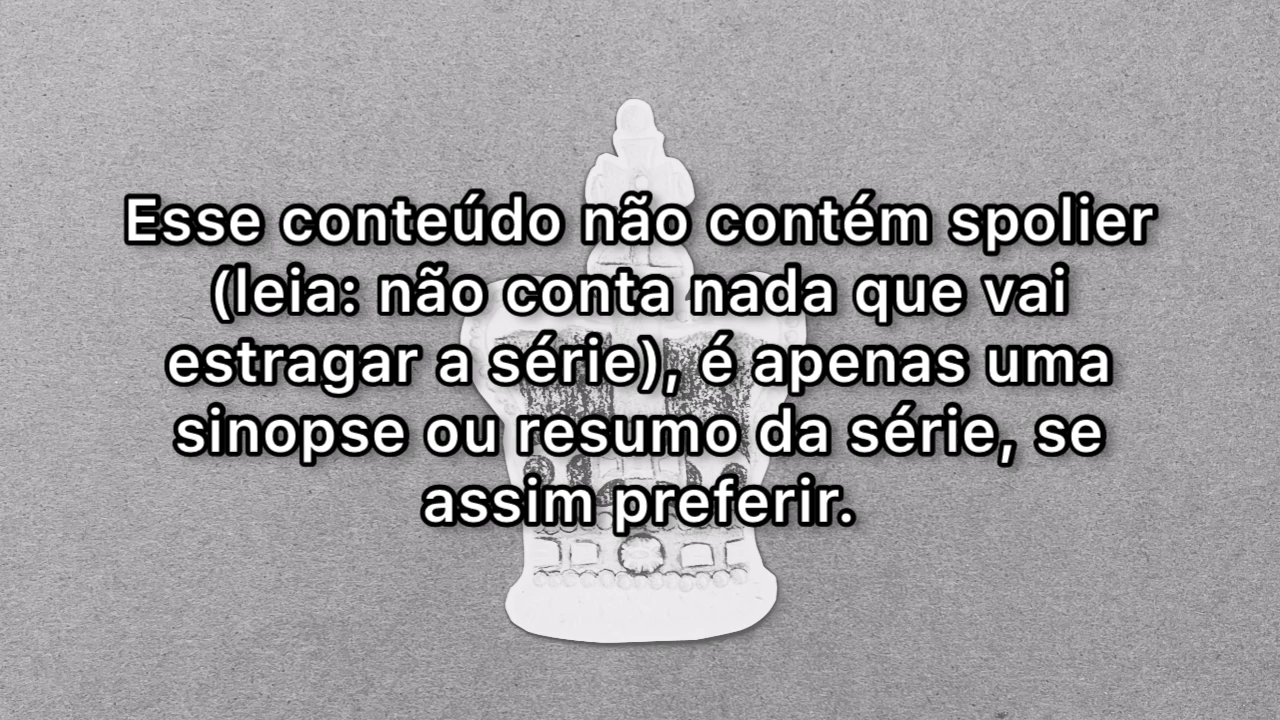 Esse conteúdo não contém spolier
(leia: não conta nada que vai
estragar a série), é apenas uma
sinopse ou resumo da série, se
assim preferir.